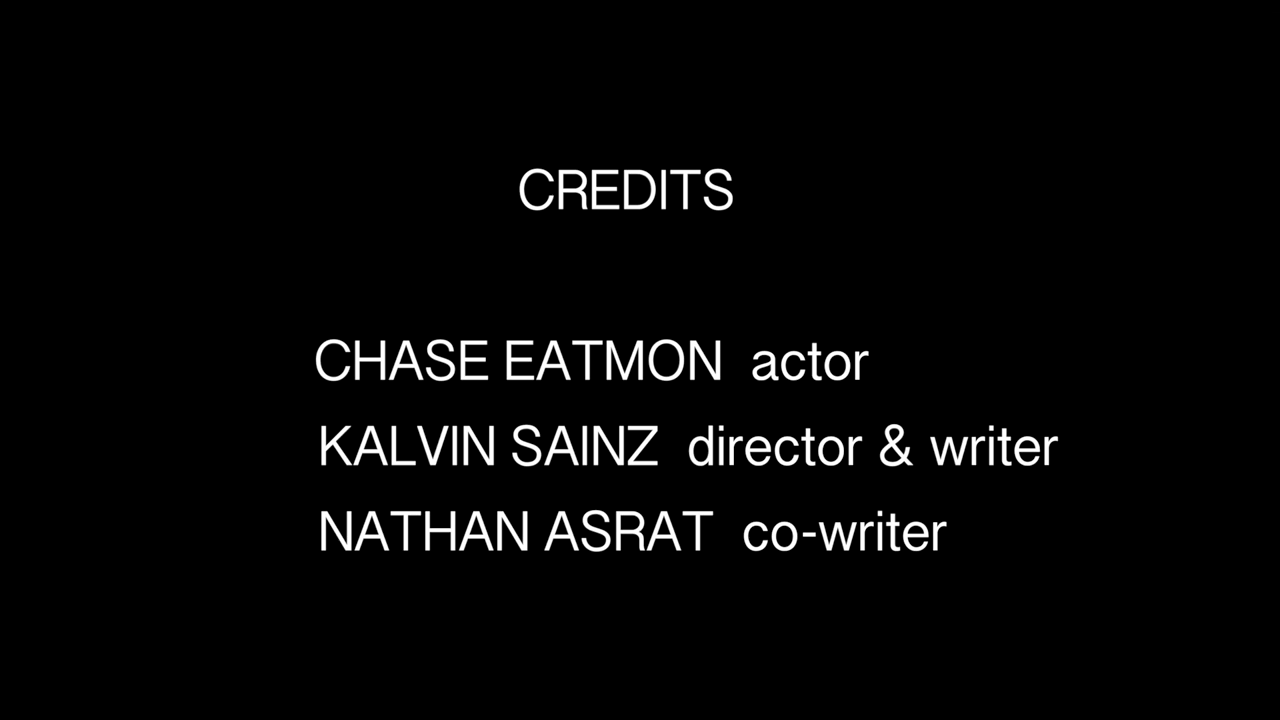 CREDITS
CHASE EATMON actor
KALVIN SAINZ director & writer
NATHAN ASRAT co-writer